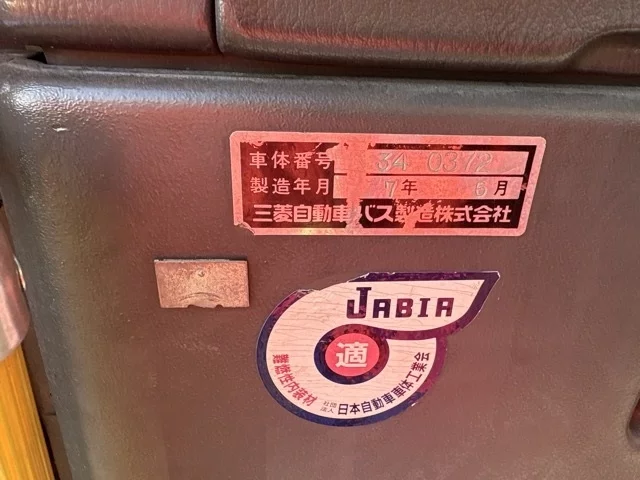 車体番号 34 0372
製造年月 7年 6月
三菱自動車バス製造株式会社
JABIA
適
難燃性内装材
社団法人 日本自動車車体工業会